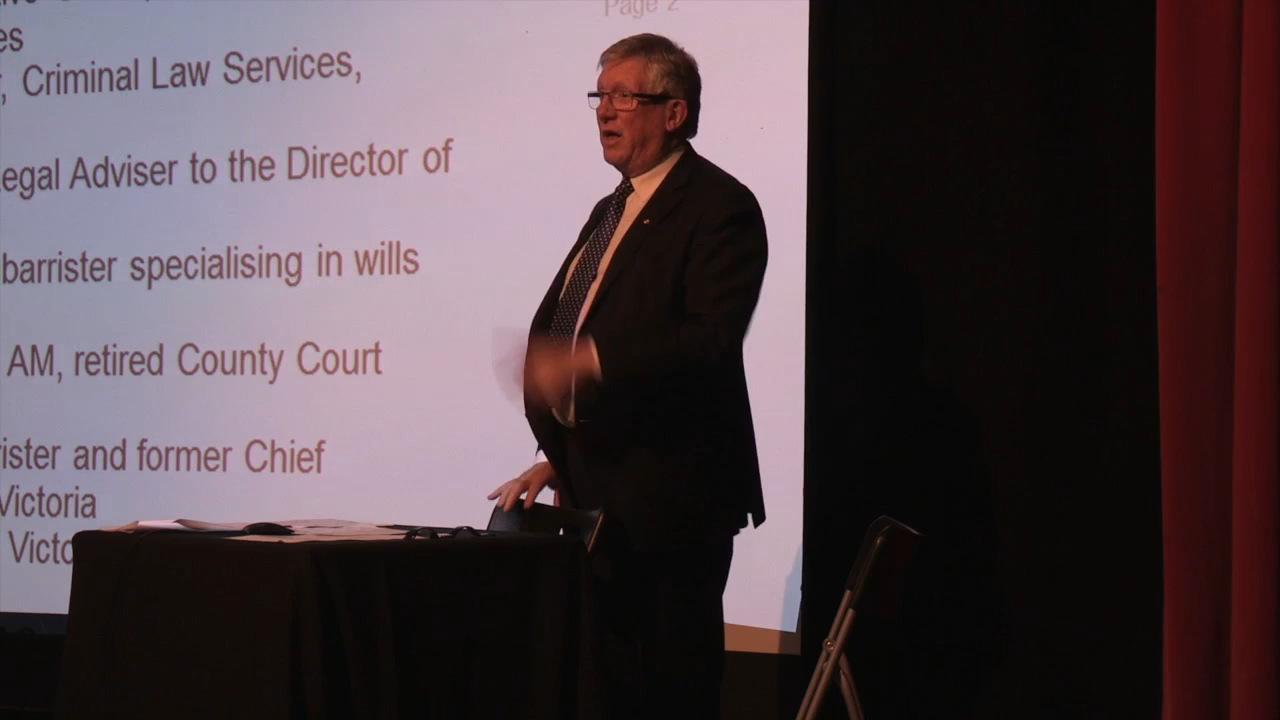 Page 2
es
, Criminal Law Services,
egal Adviser to the Director of
barrister specialising in wills
AM, retired County Court
ister and former Chief
Victoria
Victo